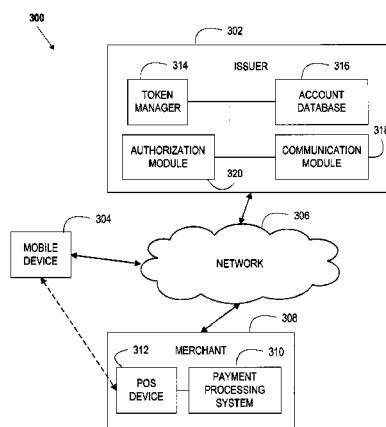 300
302
ISSUER
314
316
TOKEN
MANAGER
ACCOUNT
DATABASE
318
AUTHORIZATION
MODULE
COMMUNICATION
MODULE
320
304
306
MOBILE
DEVICE
NETWORK
308
MERCHANT
312
310
POS
DEVICE
PAYMENT
PROCESSING
SYSTEM